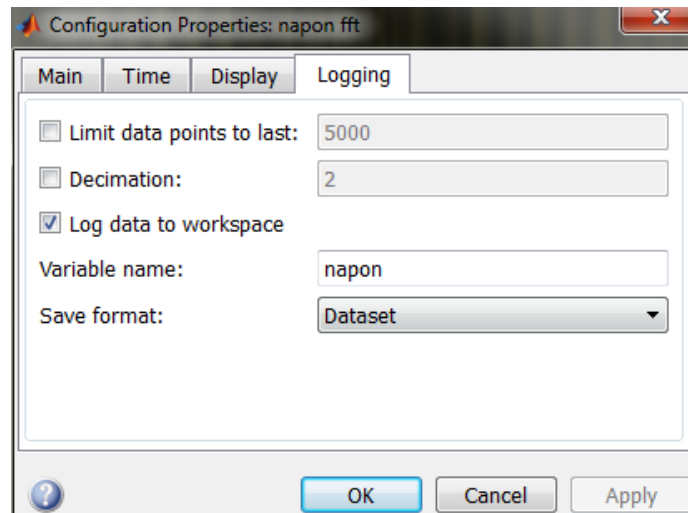 Configuration Properties: napon fft
x
Main Time Display Logging
Limit data points to last: 5000
Decimation: 2
Log data to workspace
Variable name: napon
Save format: Dataset
? OK Cancel Apply